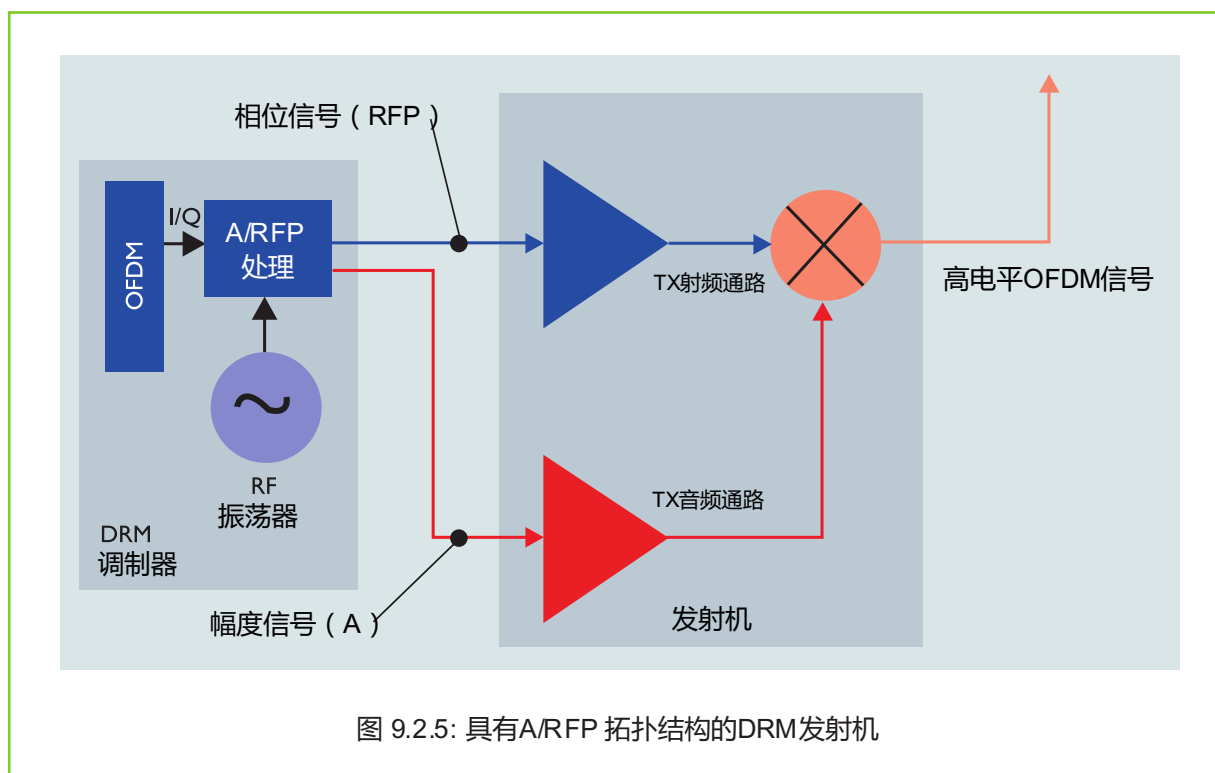 相位信号（RFP）
OFDM
I/Q
A/RFP
处理
TX射频通路
高电平OFDM信号
RF
振荡器
DRM
调制器
TX音频通路
幅度信号（A）
发射机
图 9.2.5: 具有A/RFP 拓扑结构的DRM发射机